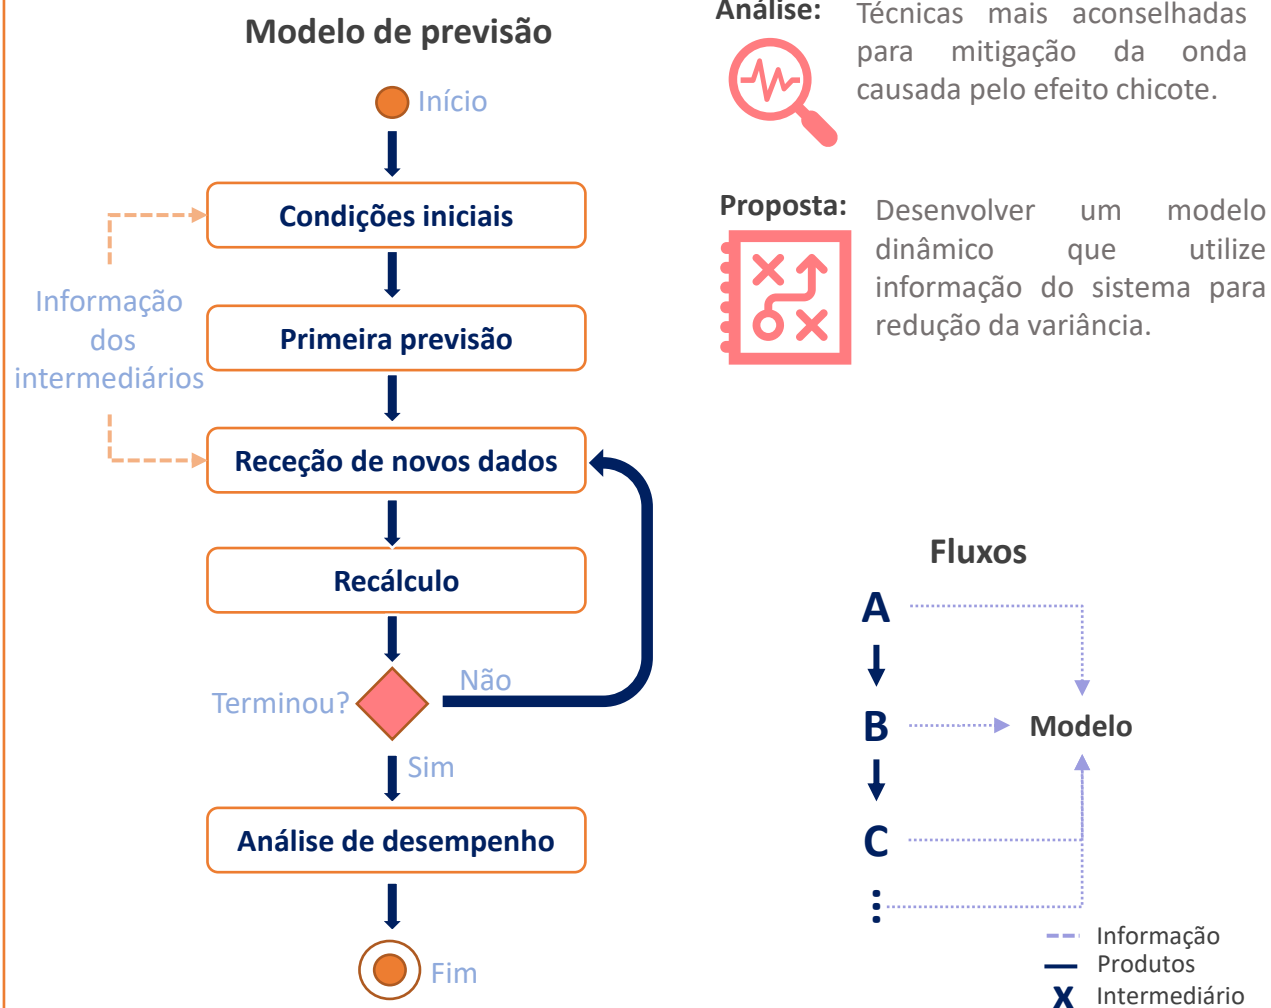 Modelo de previsão
Início
Condições iniciais
Informação
dos
intermediários
Primeira previsão
Receção de novos dados
Recálculo
Terminou?
Não
Sim
Análise de desempenho
Fim
Análise:
Técnicas mais aconselhadas
para mitigação da onda
causada pelo efeito chicote.
Proposta:
Desenvolver um modelo
dinâmico que utilize
informação do sistema para
redução da variância.
Fluxos
A
B
Modelo
C
Informação
Produtos
X Intermediário